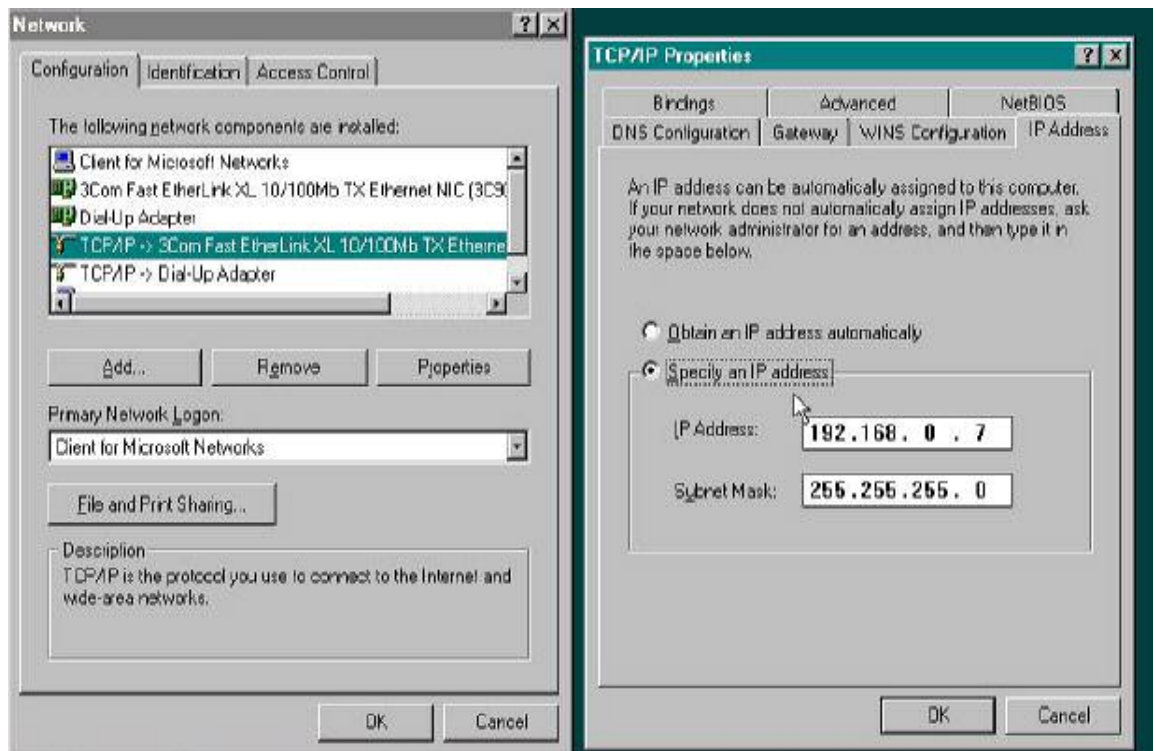 Network
Configuration
Identification
Access Control
The following network components are installed:
Client for Microsoft Networks
3Com Fast EtherLink XL 10/100Mb TX Ethernet NIC (3C90
Dial-Up Adapter
TCP/IP -> 3Com Fast EtherLink XL 10/100Mb TX Etherne
TCP/IP -> Dial-Up Adapter
Add...
Remove
Properties
Primary Network Logon:
Client for Microsoft Networks
File and Print Sharing...
Description
TCP/IP is the protocol you use to connect to the Internet and
wide-area networks.
OK
Cancel
TCP/IP Properties
Bindings
Advanced
NetBIOS
DNS Configuration
Gateway
WINS Configuration
IP Address
An IP address can be automatically assigned to this computer.
If your network does not automatically assign IP addresses, ask
your network administrator for an address, and then type it in
the space below.
Obtain an IP address automatically
Specify an IP address
IP Address:
192.168. 0 . 7
Subnet Mask:
255.255.255. 0
OK
Cancel